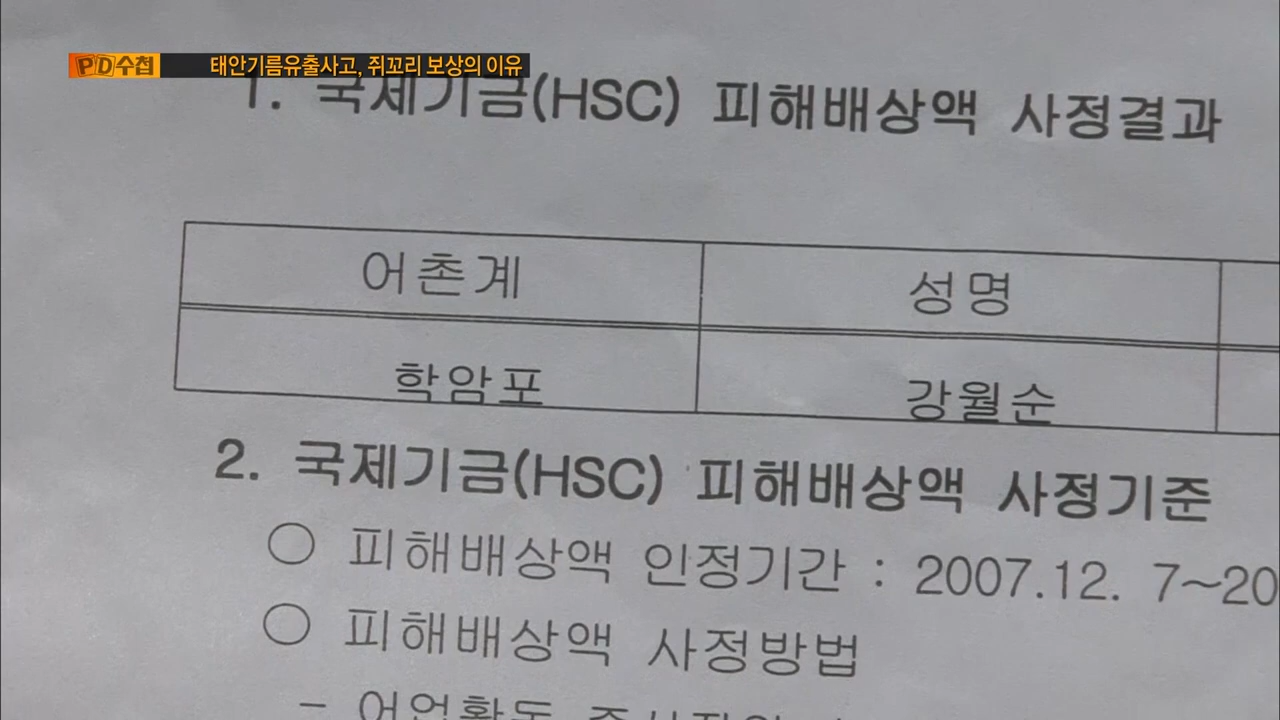 PD수첩 태안기름유출사고, 쥐꼬리 보상의 이유
1. 국제기금(HSC) 피해배상액 사정결과
어촌계 성명
학암포 강월순
2. 국제기금(HSC) 피해배상액 사정기준
○ 피해배상액 인정기간 : 2007.12. 7~20
○ 피해배상액 사정방법